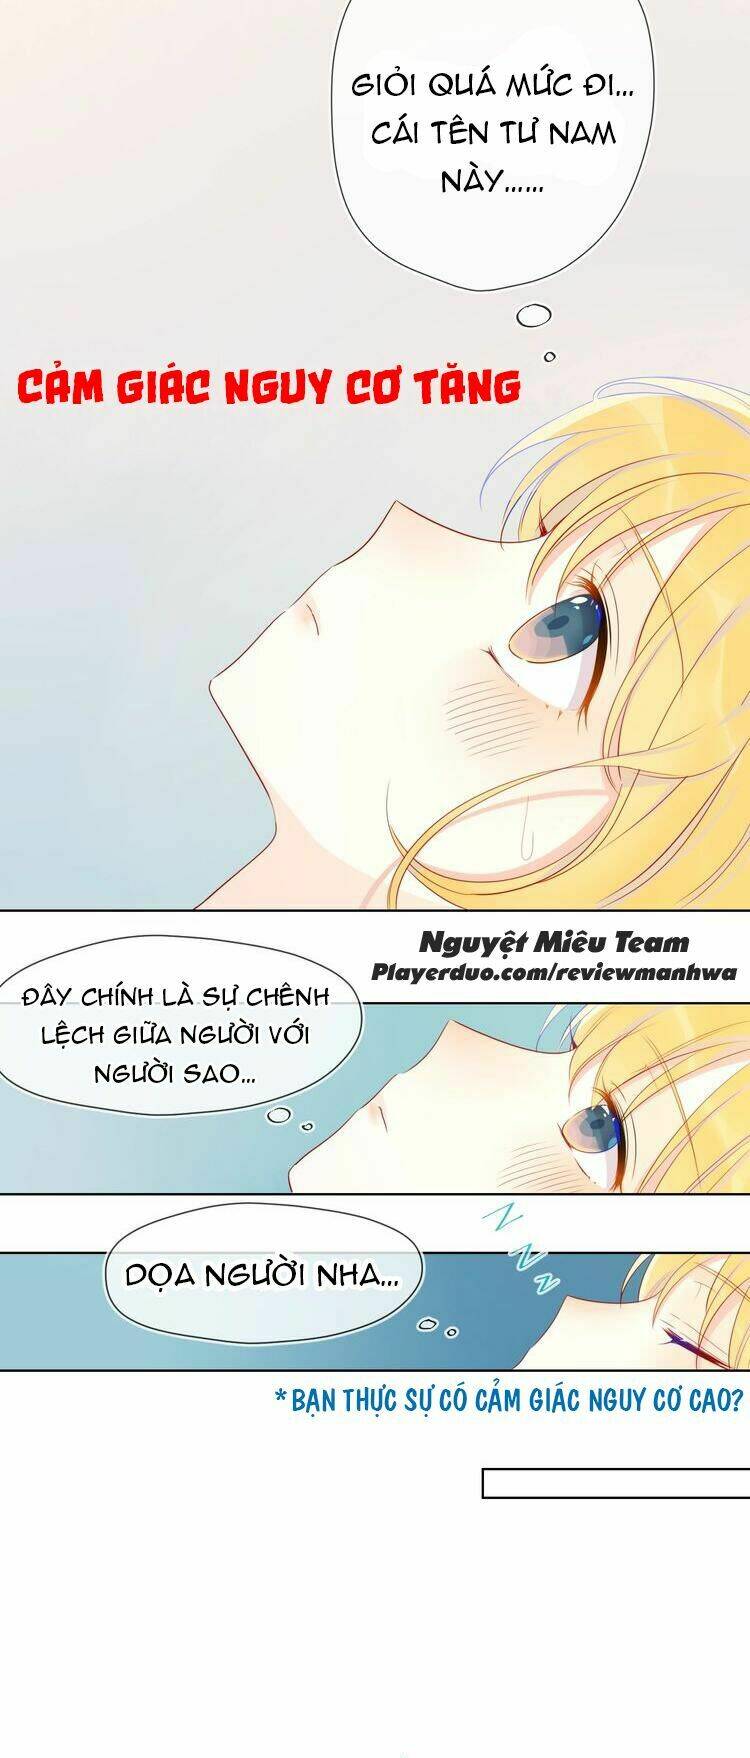 GIỎI QUÁ MỨC ĐI...
CÁI TÊN TƯ NAM
NÀY......
CẢM GIÁC NGUY CƠ TĂNG
Nguyệt Miêu Team
Playerduo.com/reviewmanhwa
ĐÂY CHÍNH LÀ SỰ CHÊNH
LỆCH GIỮA NGƯỜI VỚI
NGƯỜI SAO...
Z
Z
Z
DỌA NGƯỜI NHA...
*BẠN THỰC SỰ CÓ CẢM GIÁC NGUY CƠ CAO?